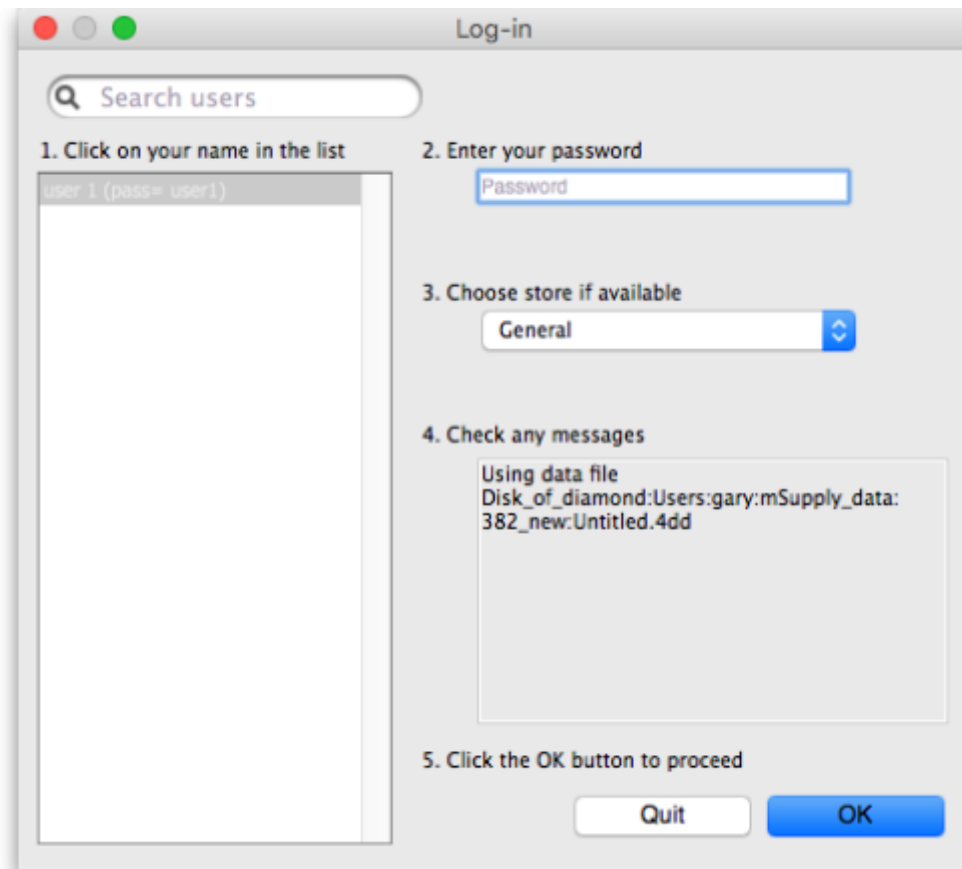 Log-in
Search users
1. Click on your name in the list
user 1 (pass= user1)
2. Enter your password
Password
3. Choose store if available
General
4. Check any messages
Using data file
Disk_of_diamond:Users:gary:mSupply_data:
382_new:Untitled.4dd
5. Click the OK button to proceed
Quit
OK